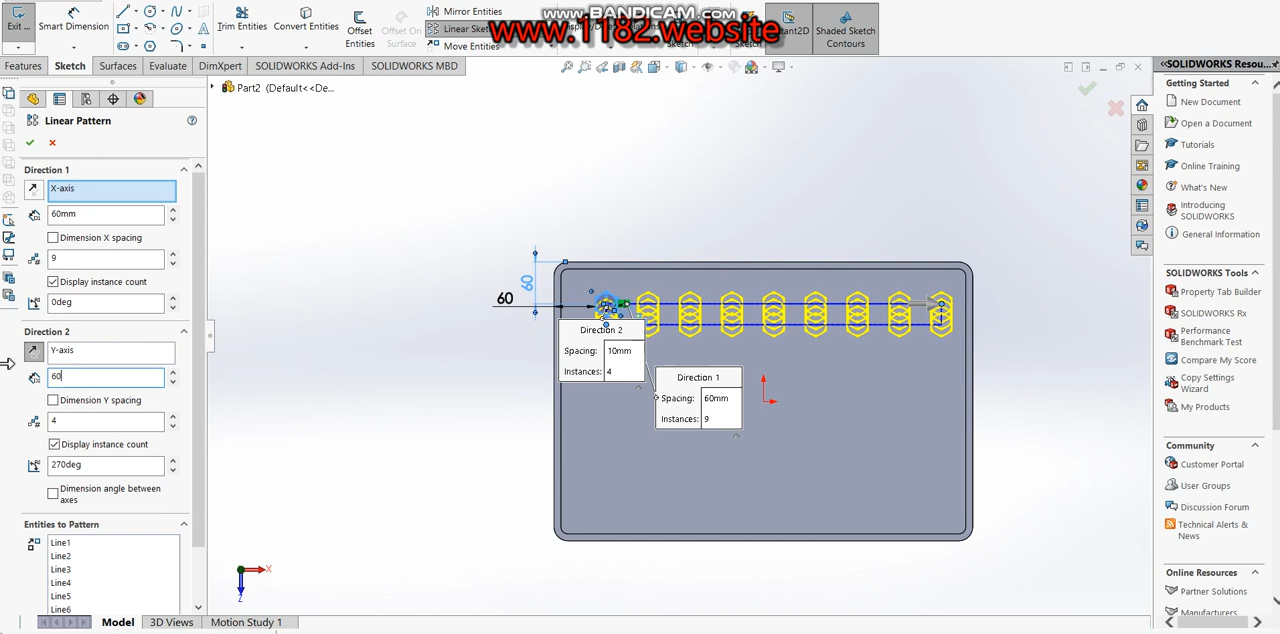 www.BANDICAM.com
www.1182.website
Exit ...
Smart Dimension
Trim Entities
Convert Entities
Offset Entities
Offset On Surface
Mirror Entities
Linear Sketch
Move Entities
Instant2D
Shaded Sketch Contours
Features
Sketch
Surfaces
Evaluate
DimXpert
SOLIDWORKS Add-Ins
SOLIDWORKS MBD
Part2 (Default<<De...
Linear Pattern
Direction 1
X-axis
60mm
Dimension X spacing
9
Display instance count
0deg
Direction 2
Y-axis
60
Dimension Y spacing
4
Display instance count
270deg
Dimension angle between
axes
Entities to Pattern
Line1
Line2
Line3
Line4
Line5
Line6
60
60
Direction 2
Spacing: 10mm
Instances: 4
Direction 1
Spacing: 60mm
Instances: 9
X
Z
Model
3D Views
Motion Study 1
SOLIDWORKS Resou...
Getting Started
New Document
Open a Document
Tutorials
Online Training
What's New
Introducing
SOLIDWORKS
General Information
SOLIDWORKS Tools
Property Tab Builder
SOLIDWORKS Rx
Performance
Benchmark Test
Compare My Score
Copy Settings
Wizard
My Products
Community
Customer Portal
User Groups
Discussion Forum
Technical Alerts &
News
Online Resources
Partner Solutions
Manufacturers